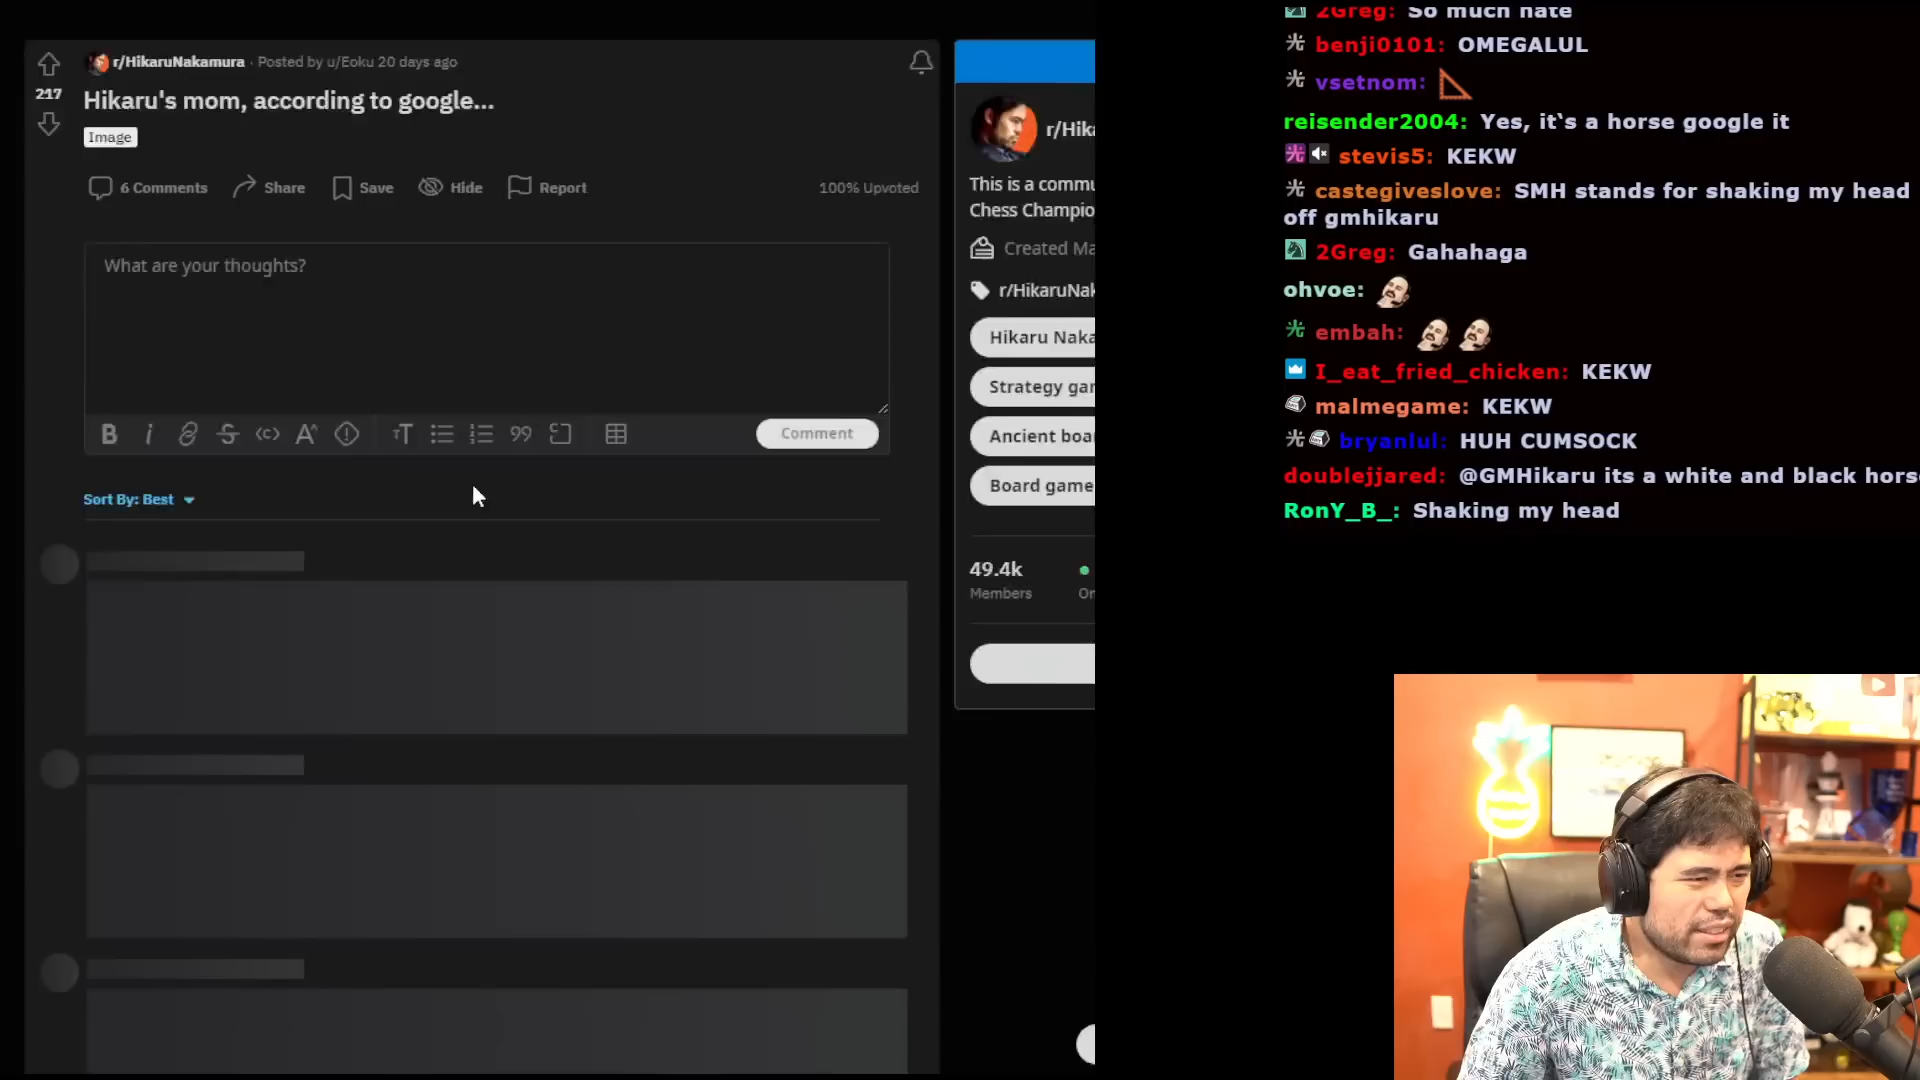 r/HikaruNakamura · Posted by u/Eoku 20 days ago
217
Hikaru's mom, according to google...
Image
6 Comments
Share
Save
Hide
Report
100% Upvoted
What are your thoughts?
Comment
Sort By: Best
r/Hik
This is a commu
Chess Champio
Created Ma
r/HikaruNak
Hikaru Naka
Strategy gar
Ancient boa
Board game
49.4k
Members
On
2Greg: So much hate
benji0101: OMEGALUL
vsetnom:
reisender2004: Yes, it's a horse google it
光 stevis5: KEKW
castegiveslove: SMH stands for shaking my head
off gmhikaru
2Greg: Gahahaga
ohvoe:
embah:
I_eat_fried_chicken: KEKW
malmegame: KEKW
bryanlul: HUH CUMSOCK
doublejjared: @GMHikaru its a white and black horse
RonY_B_: Shaking my head